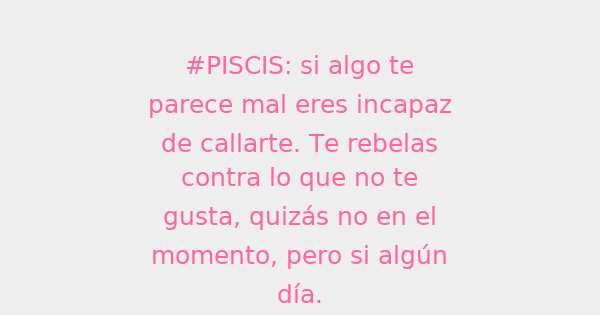 #PISCIS: si algo te
parece mal eres incapaz
de callarte. Te rebelas
contra lo que no te
gusta, quizás no en el
momento, pero si algún
día.